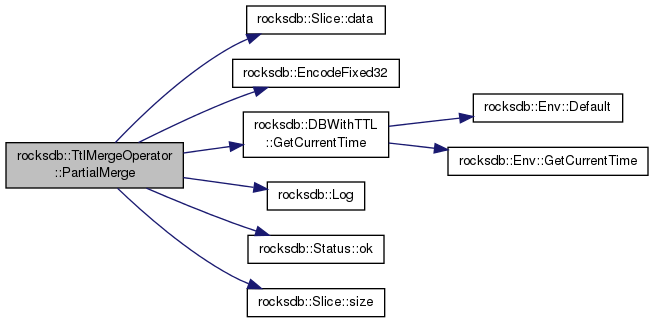 rocksdb::TtlMergeOperator
::PartialMerge
rocksdb::Slice::data
rocksdb::EncodeFixed32
rocksdb::DBWithTTL
::GetCurrentTime
rocksdb::Log
rocksdb::Status::ok
rocksdb::Slice::size
rocksdb::Env::Default
rocksdb::Env::GetCurrentTime